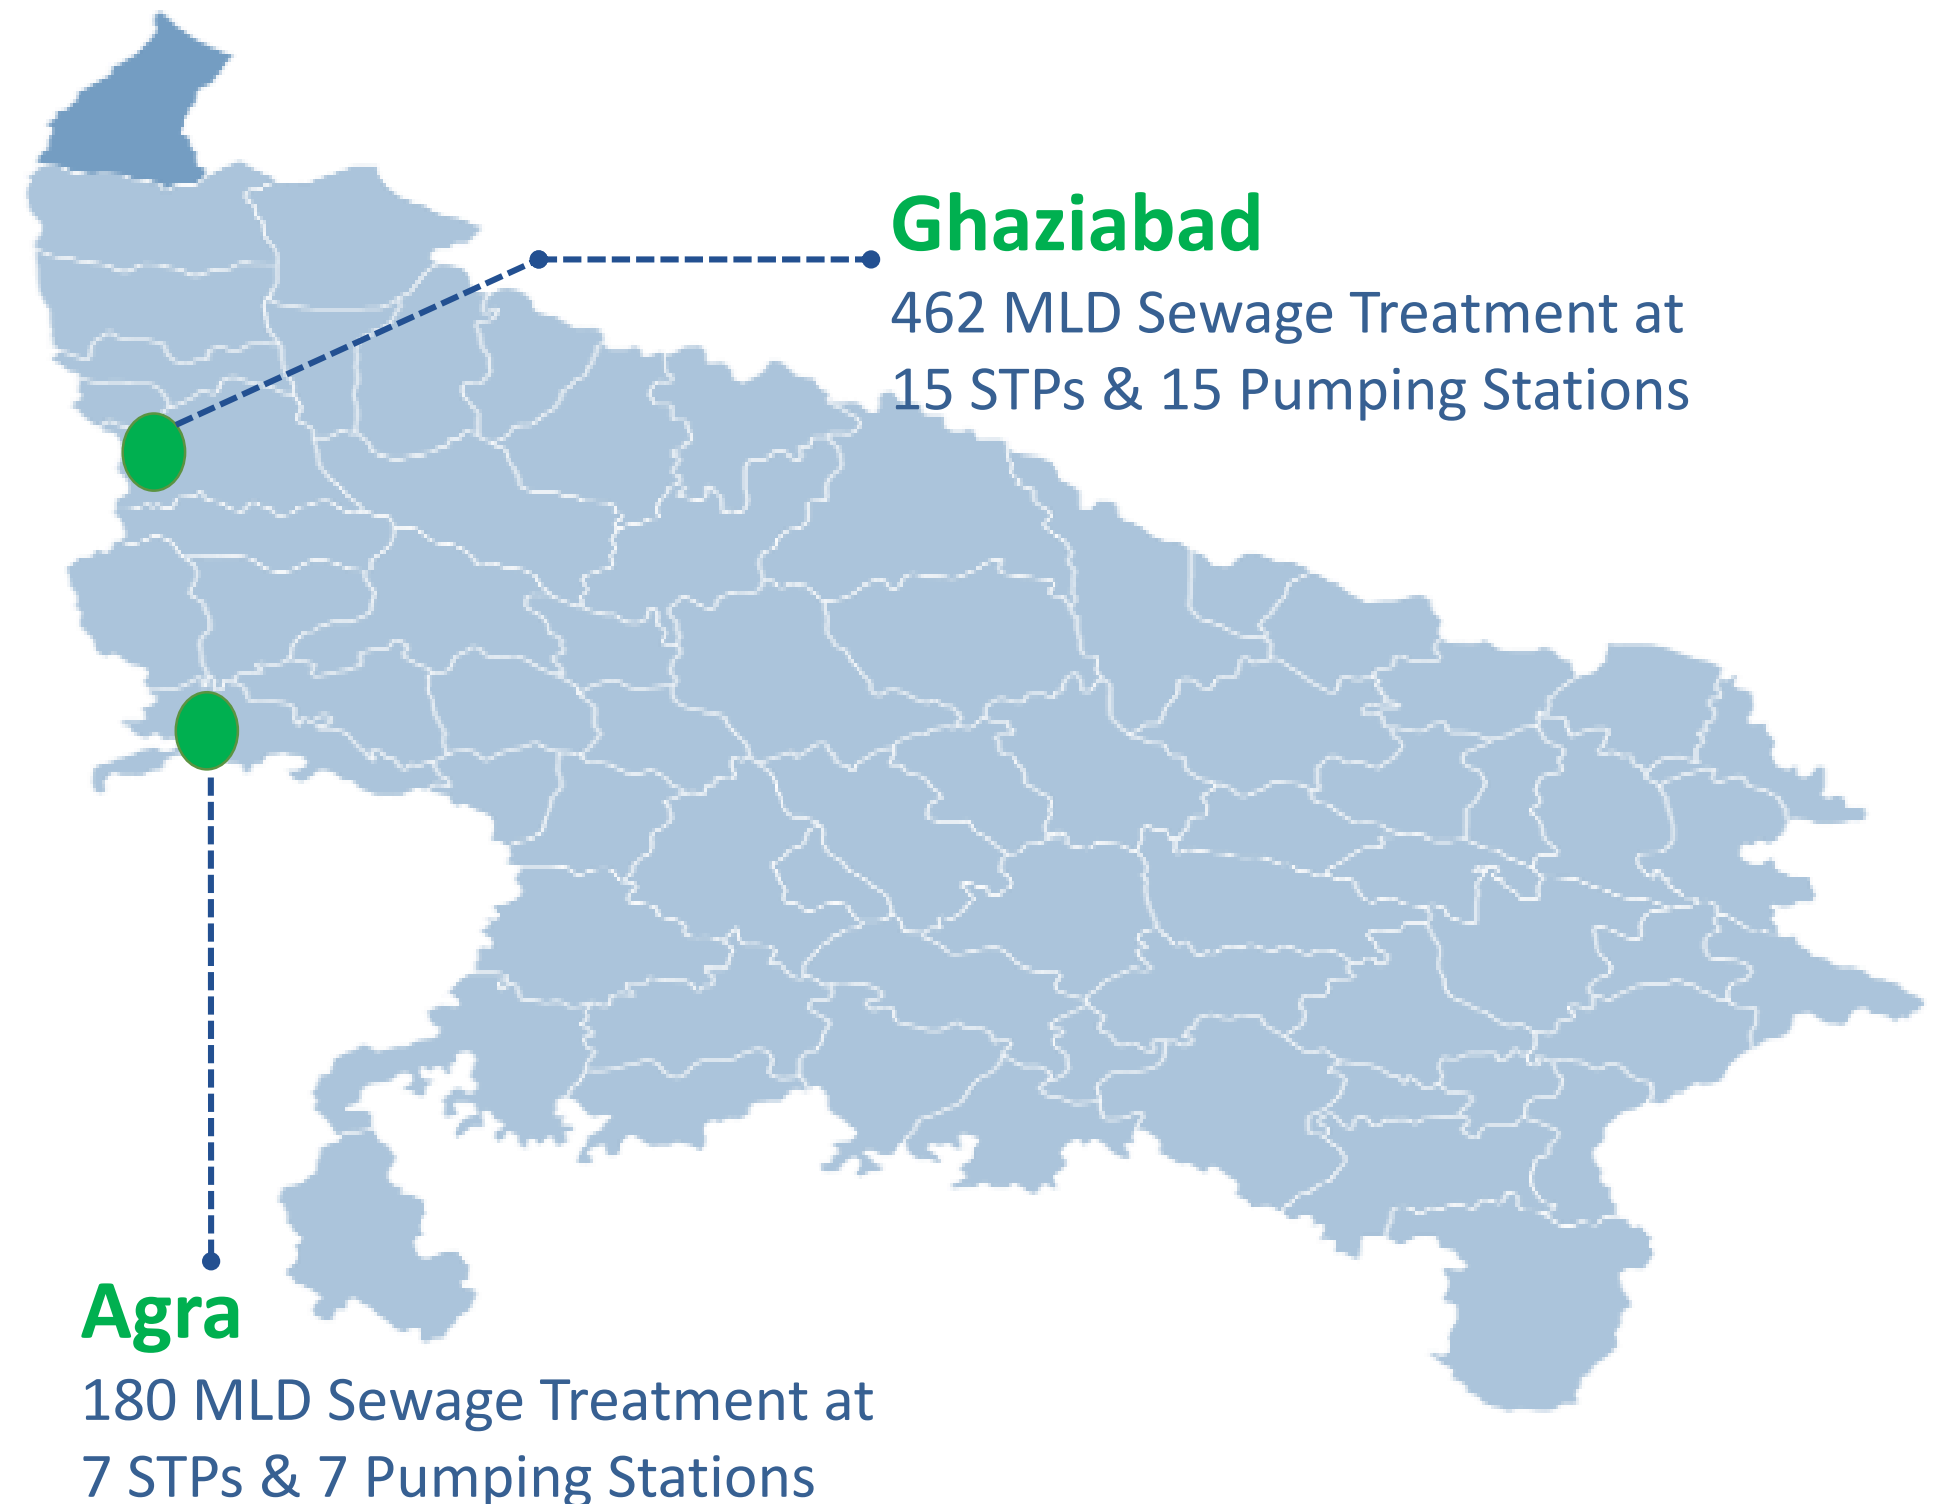 Ghaziabad
462 MLD Sewage Treatment at
15 STPs & 15 Pumping Stations
Agra
180 MLD Sewage Treatment at
7 STPs & 7 Pumping Stations